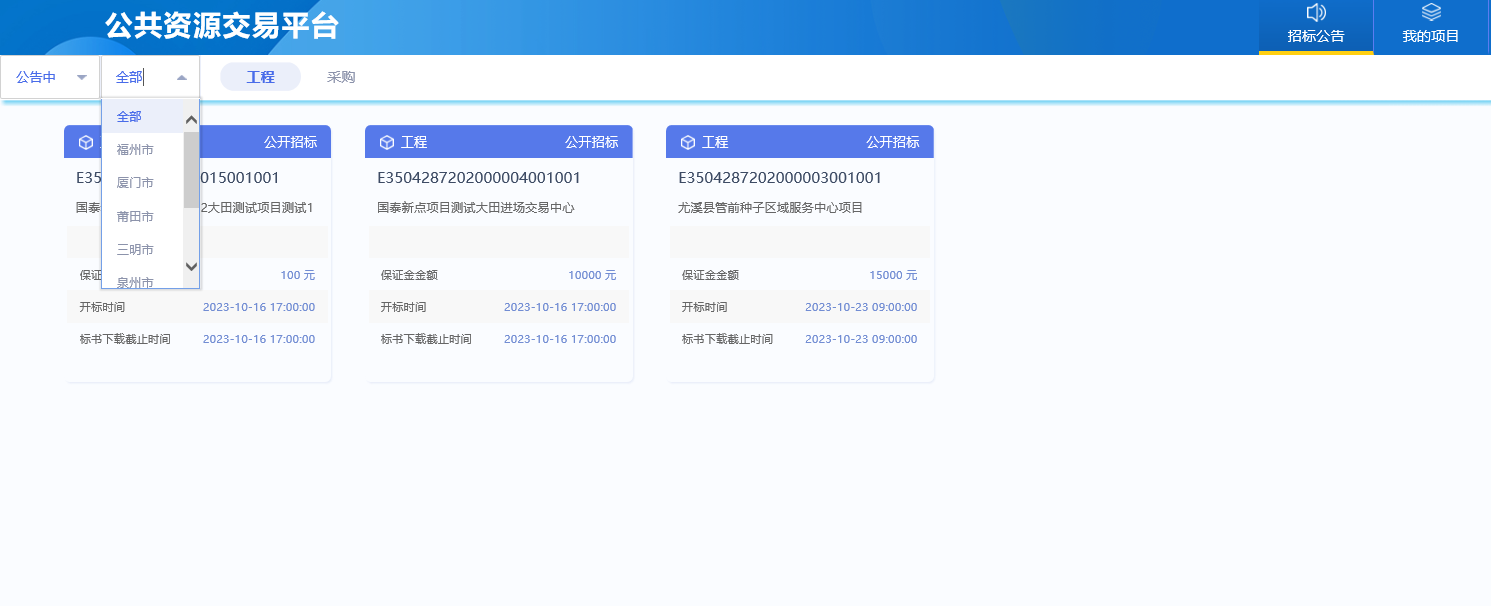 公共资源交易平台
招标公告
我的项目
公告中
全部
工程
采购
全部
福州市
厦门市
莆田市
三明市
泉州市
公开招标
E35
015001001
国泰
2大田测试项目测试1
保证
100 元
开标时间
2023-10-16 17:00:00
标书下载截止时间
2023-10-16 17:00:00
工程
公开招标
E3504287202000004001001
国泰新点项目测试大田进场交易中心
保证金金额
10000 元
开标时间
2023-10-16 17:00:00
标书下载截止时间
2023-10-16 17:00:00
工程
公开招标
E3504287202000003001001
尤溪县管前种子区域服务中心项目
保证金金额
15000 元
开标时间
2023-10-23 09:00:00
标书下载截止时间
2023-10-23 09:00:00